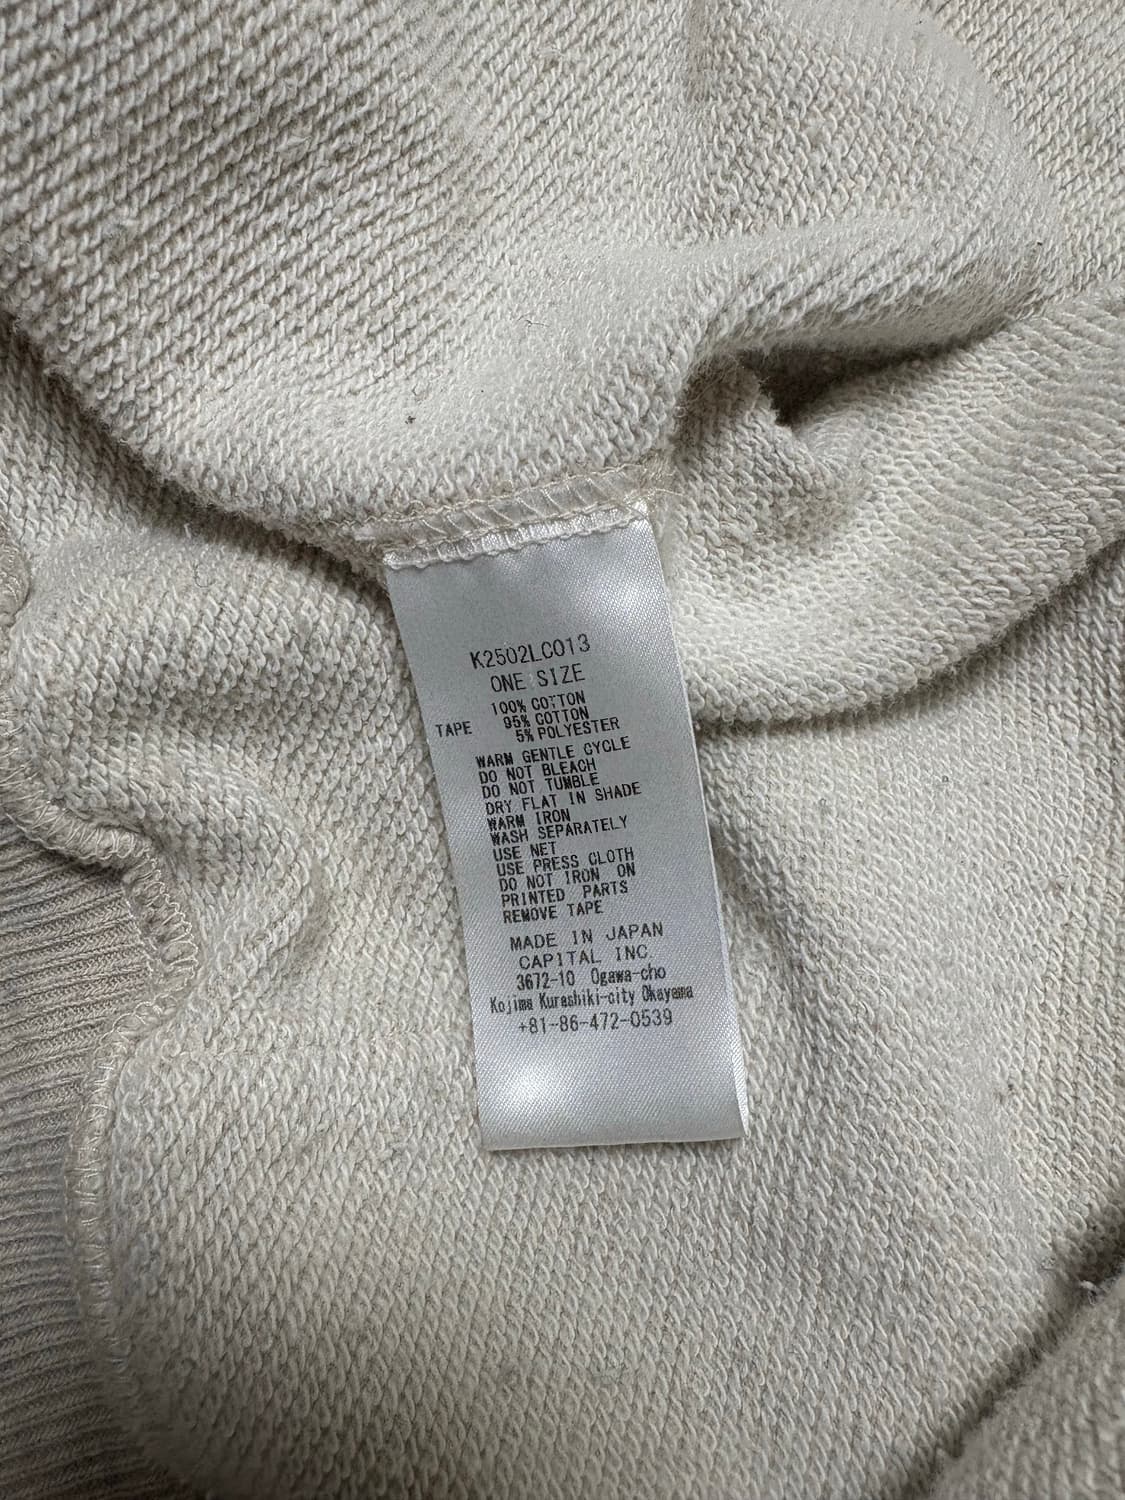 K2502LC013
ONE SIZE
100% COTTON
TAPE 95% COTTON
5% POLYESTER
WARM GENTLE CYCLE
DO NOT BLEACH
DO NOT TUMBLE
DRY FLAT IN SHADE
WARM IRON
WASH SEPARATELY
USE NET
USE PRESS CLOTH
DO NOT IRON ON
PRINTED PARTS
REMOVE TAPE
MADE IN JAPAN
CAPITAL INC.
3672-10 Ogawa-cho
Kojima Kurashiki-city Okayama
+81-86-472-0539